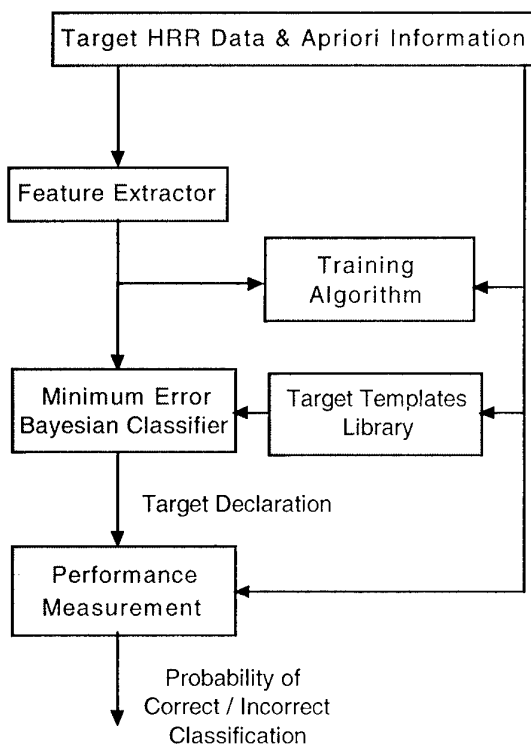 Target HRR Data & Apriori Information
Feature Extractor
Training
Algorithm
Minimum Error
Bayesian Classifier
Target Templates
Library
Target Declaration
Performance
Measurement
Probability of
Correct / Incorrect
Classification